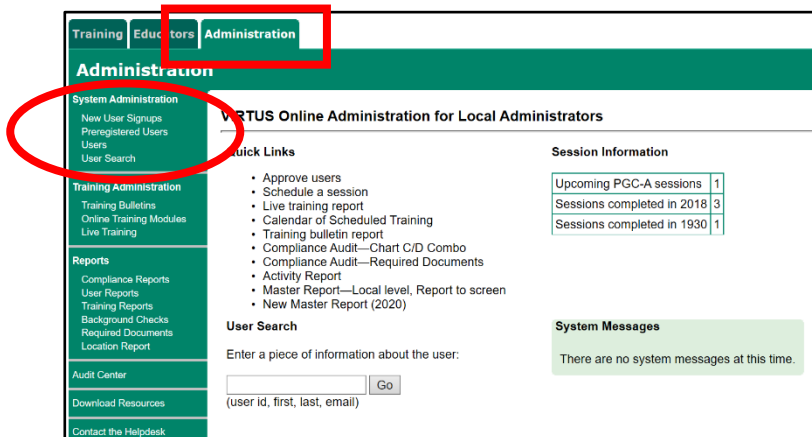 Training Educators Administration
Administration
System Administration
New User Signups
Preregistered Users
Users
User Search
Training Administration
Training Bulletins
Online Training Modules
Live Training
Reports
Compliance Reports
User Reports
Training Reports
Background Checks
Required Documents
Location Report
Audit Center
Download Resources
Contact the Helpdesk
VIRTUS Online Administration for Local Administrators
Quick Links
• Approve users
• Schedule a session
• Live training report
• Calendar of Scheduled Training
• Training bulletin report
• Compliance Audit—Chart C/D Combo
• Compliance Audit—Required Documents
• Activity Report
• Master Report—Local level, Report to screen
• New Master Report (2020)
Session Information
Upcoming PGC-A sessions 1
Sessions completed in 2018 3
Sessions completed in 1930 1
User Search
Enter a piece of information about the user:
Go
(user id, first, last, email)
System Messages
There are no system messages at this time.